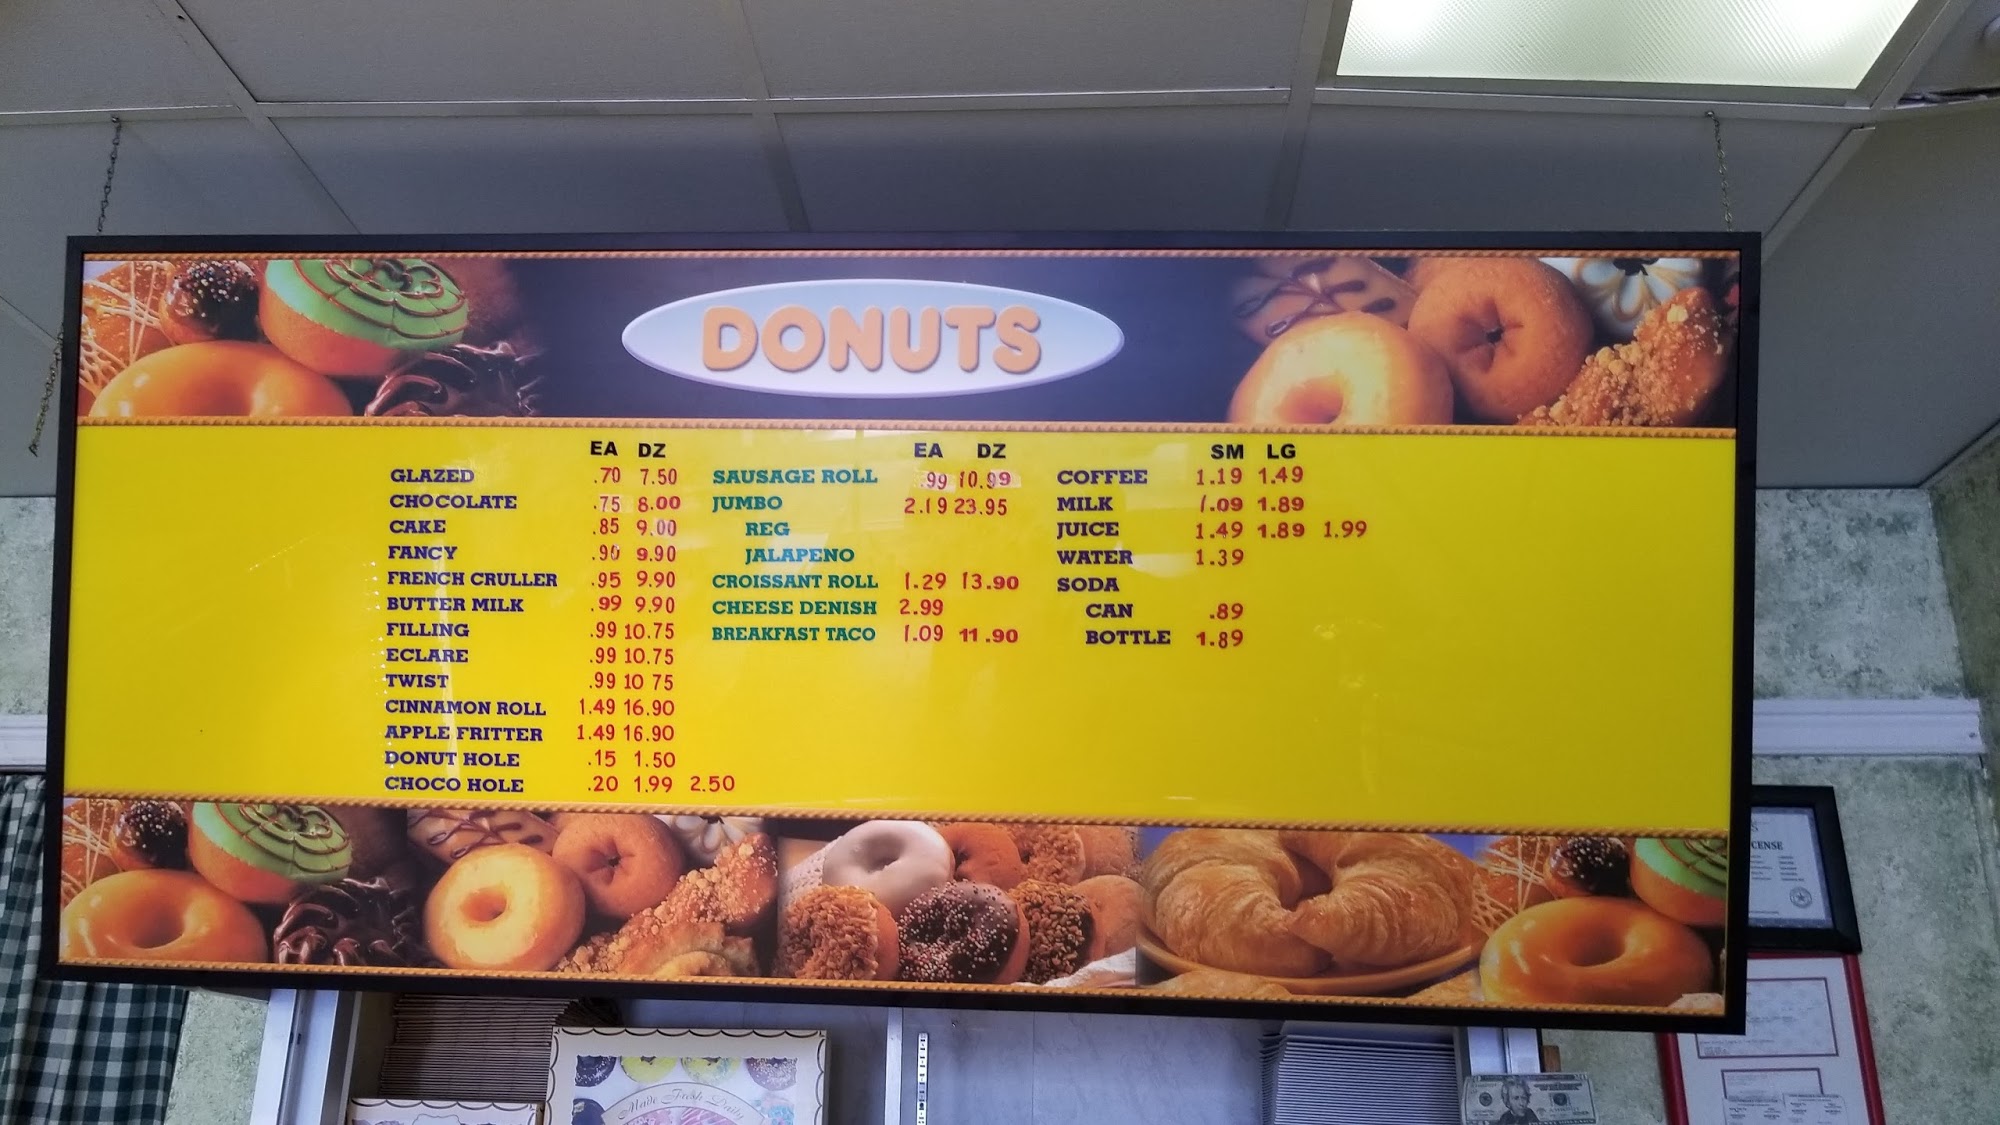 DONUTS
EA DZ
GLAZED .70 7.50
CHOCOLATE .75 8.00
CAKE .85 9.00
FANCY .90 9.90
FRENCH CRULLER .95 9.90
BUTTER MILK .99 9.90
FILLING .99 10.75
ECLARE .99 10.75
TWIST .99 10 75
CINNAMON ROLL 1.49 16.90
APPLE FRITTER 1.49 16.90
DONUT HOLE .15 1.50
CHOCO HOLE .20 1.99 2.50
EA DZ
SAUSAGE ROLL .99 10.99
JUMBO 2.19 23.95
REG
JALAPENO
CROISSANT ROLL 1.29 13.90
CHEESE DENISH 2.99
BREAKFAST TACO 1.09 11.90
SM LG
COFFEE 1.19 1.49
MILK 1.09 1.89
JUICE 1.49 1.89 1.99
WATER 1.39
SODA
CAN .89
BOTTLE 1.89
CENSE
Made Fresh Daily